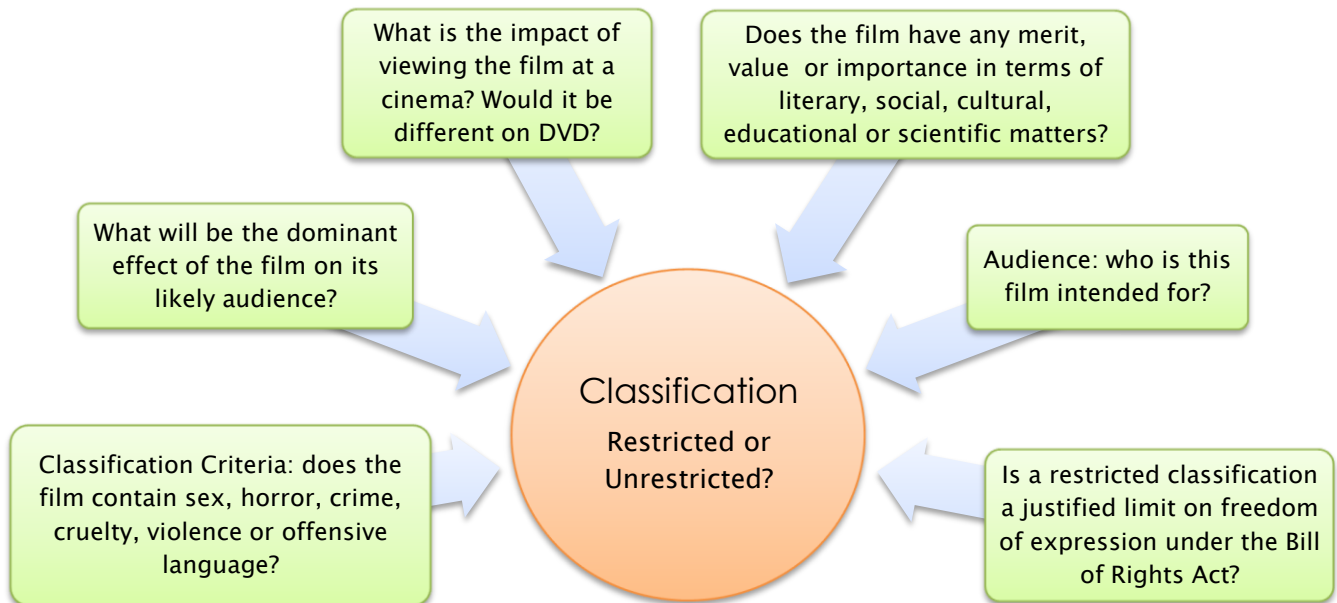 What is the impact of
viewing the film at a
cinema? Would it be
different on DVD?
Does the film have any merit,
value or importance in terms of
literary, social, cultural,
educational or scientific matters?
What will be the dominant
effect of the film on its
likely audience?
Audience: who is this
film intended for?
Classification
Restricted or
Unrestricted?
Classification Criteria: does the
film contain sex, horror, crime,
cruelty, violence or offensive
language?
Is a restricted classification
a justified limit on freedom
of expression under the Bill
of Rights Act?